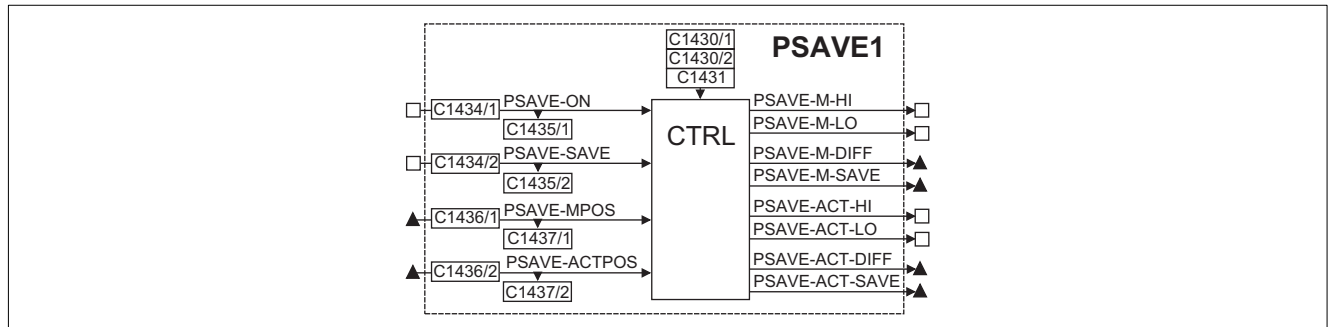 C1430/1
PSAVE1
C1430/2
C1431
C1434/1
PSAVE-ON
PSAVE-M-HI
C1435/1
CTRL
PSAVE-M-LO
C1434/2
PSAVE-SAVE
PSAVE-M-DIFF
C1435/2
PSAVE-M-SAVE
C1436/1
PSAVE-MPOS
PSAVE-ACT-HI
C1437/1
PSAVE-ACT-LO
C1436/2
PSAVE-ACTPOS
PSAVE-ACT-DIFF
C1437/2
PSAVE-ACT-SAVE